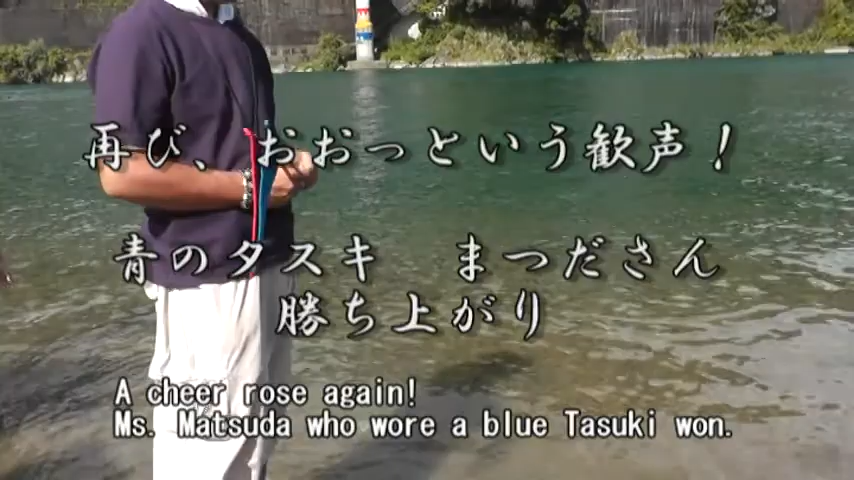 再び、おおっという歓声！
青のタスキ　まつださん
勝ち上がり
A cheer rose again!
Ms. Matsuda who wore a blue Tasuki won.